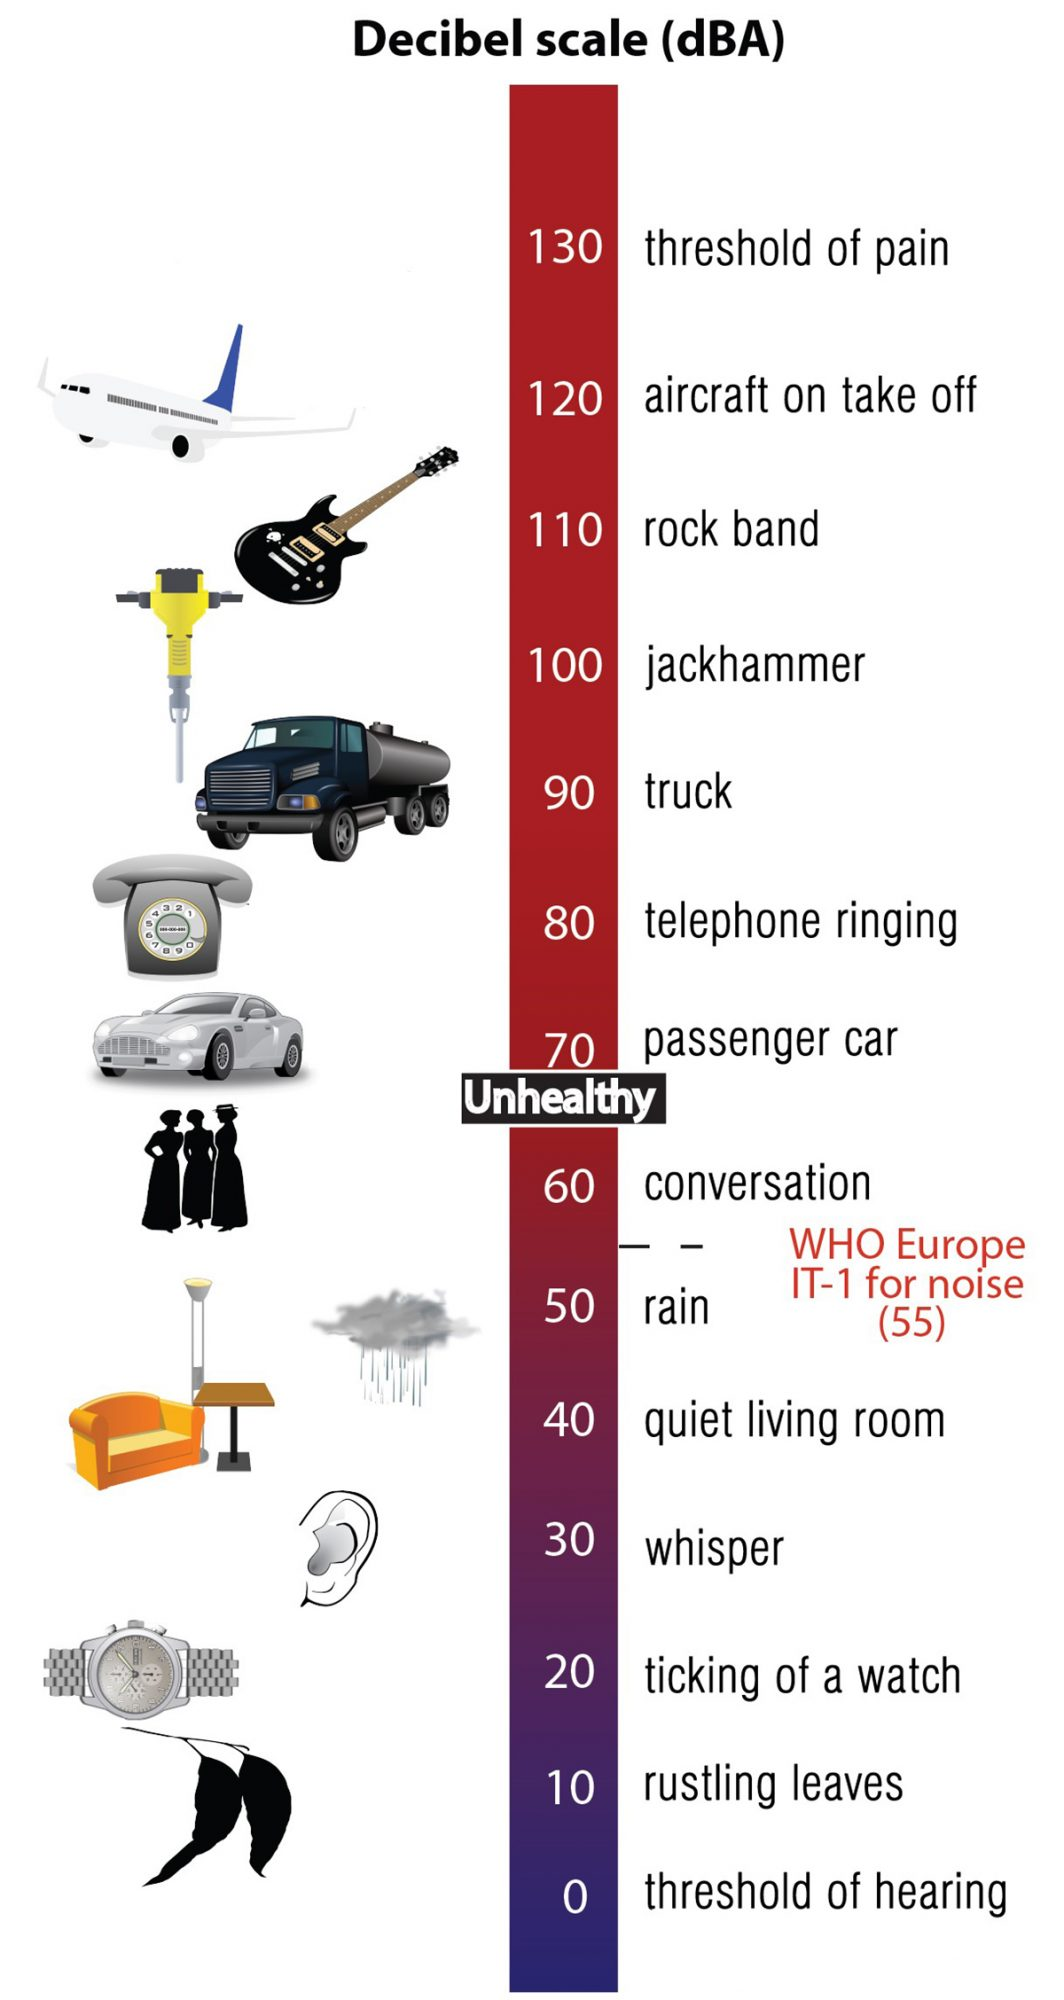 Decibel scale (dBA)
130 threshold of pain
120 aircraft on take off
110 rock band
100 jackhammer
90 truck
80 telephone ringing
70 passenger car
Unhealthy
60 conversation
WHO Europe
IT-1 for noise
(55)
50 rain
40 quiet living room
30 whisper
20 ticking of a watch
10 rustling leaves
0 threshold of hearing